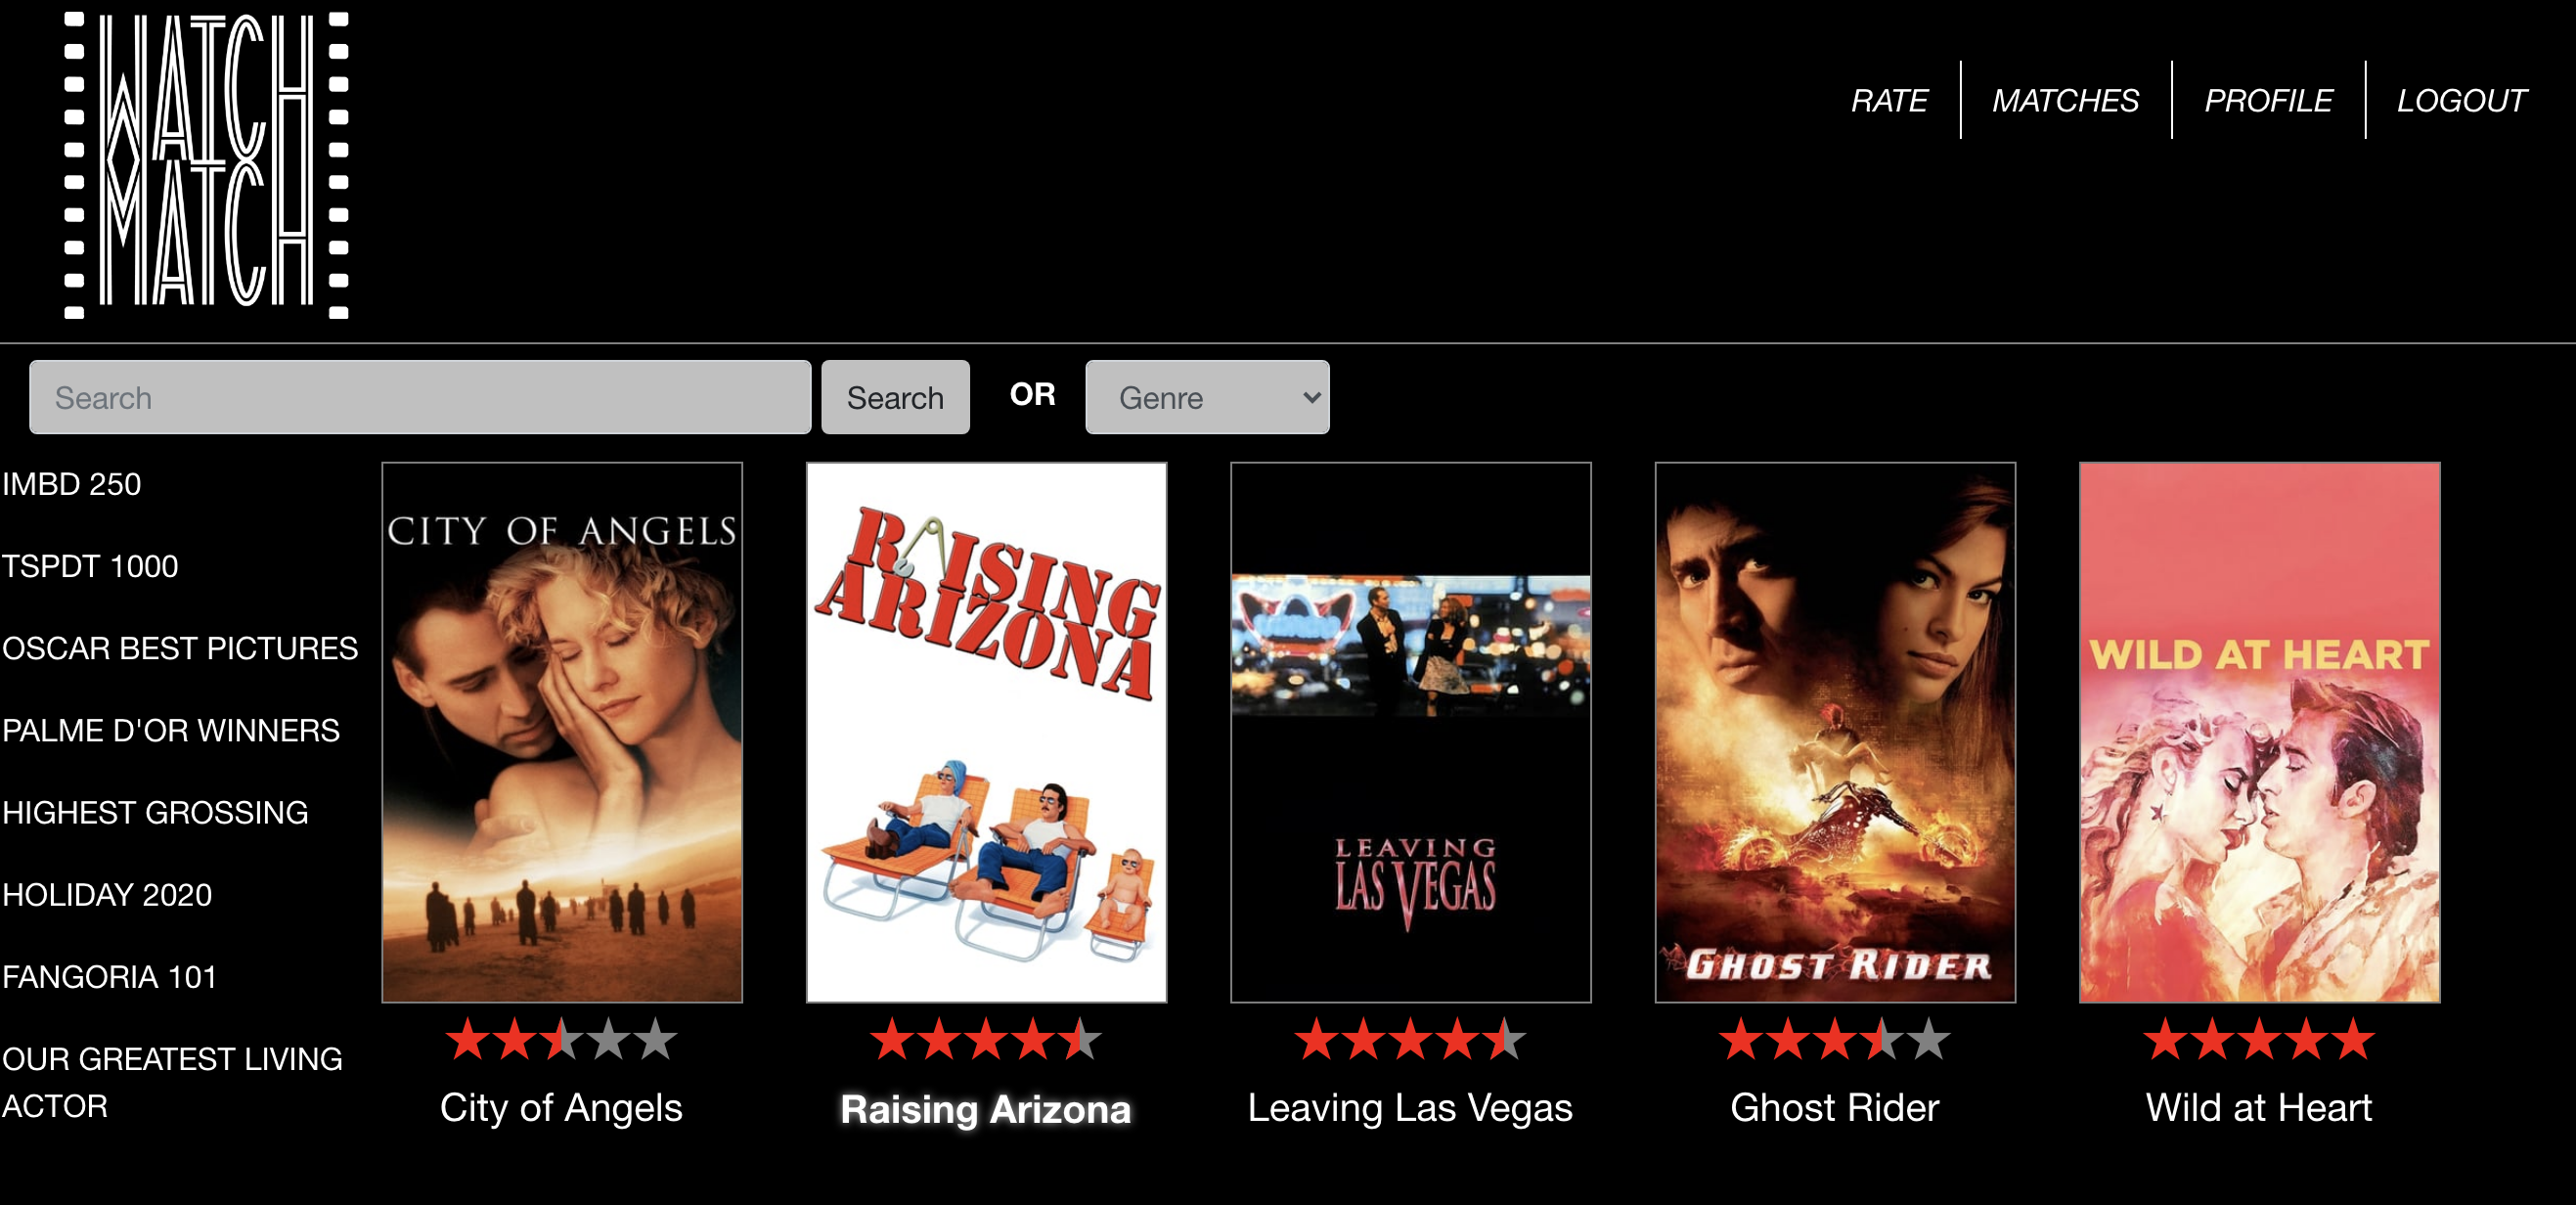 WATCH
MATCH
RATE
MATCHES
PROFILE
LOGOUT
Search
Search
OR
Genre
IMBD 250
TSPDT 1000
OSCAR BEST PICTURES
PALME D'OR WINNERS
HIGHEST GROSSING
HOLIDAY 2020
FANGORIA 101
OUR GREATEST LIVING
ACTOR
CITY OF ANGELS
City of Angels
RAISING
ARIZONA
Raising Arizona
LEAVING
LAS VEGAS
Leaving Las Vegas
GHOST RIDER
Ghost Rider
WILD AT HEART
Wild at Heart